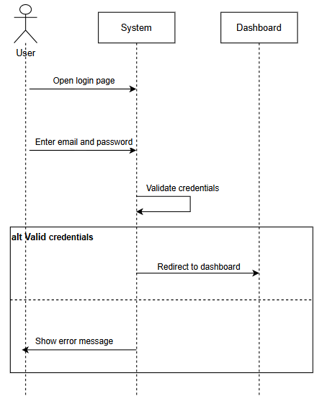 User
System
Dashboard
Open login page
Enter email and password
Validate credentials
alt Valid credentials
Redirect to dashboard
Show error message